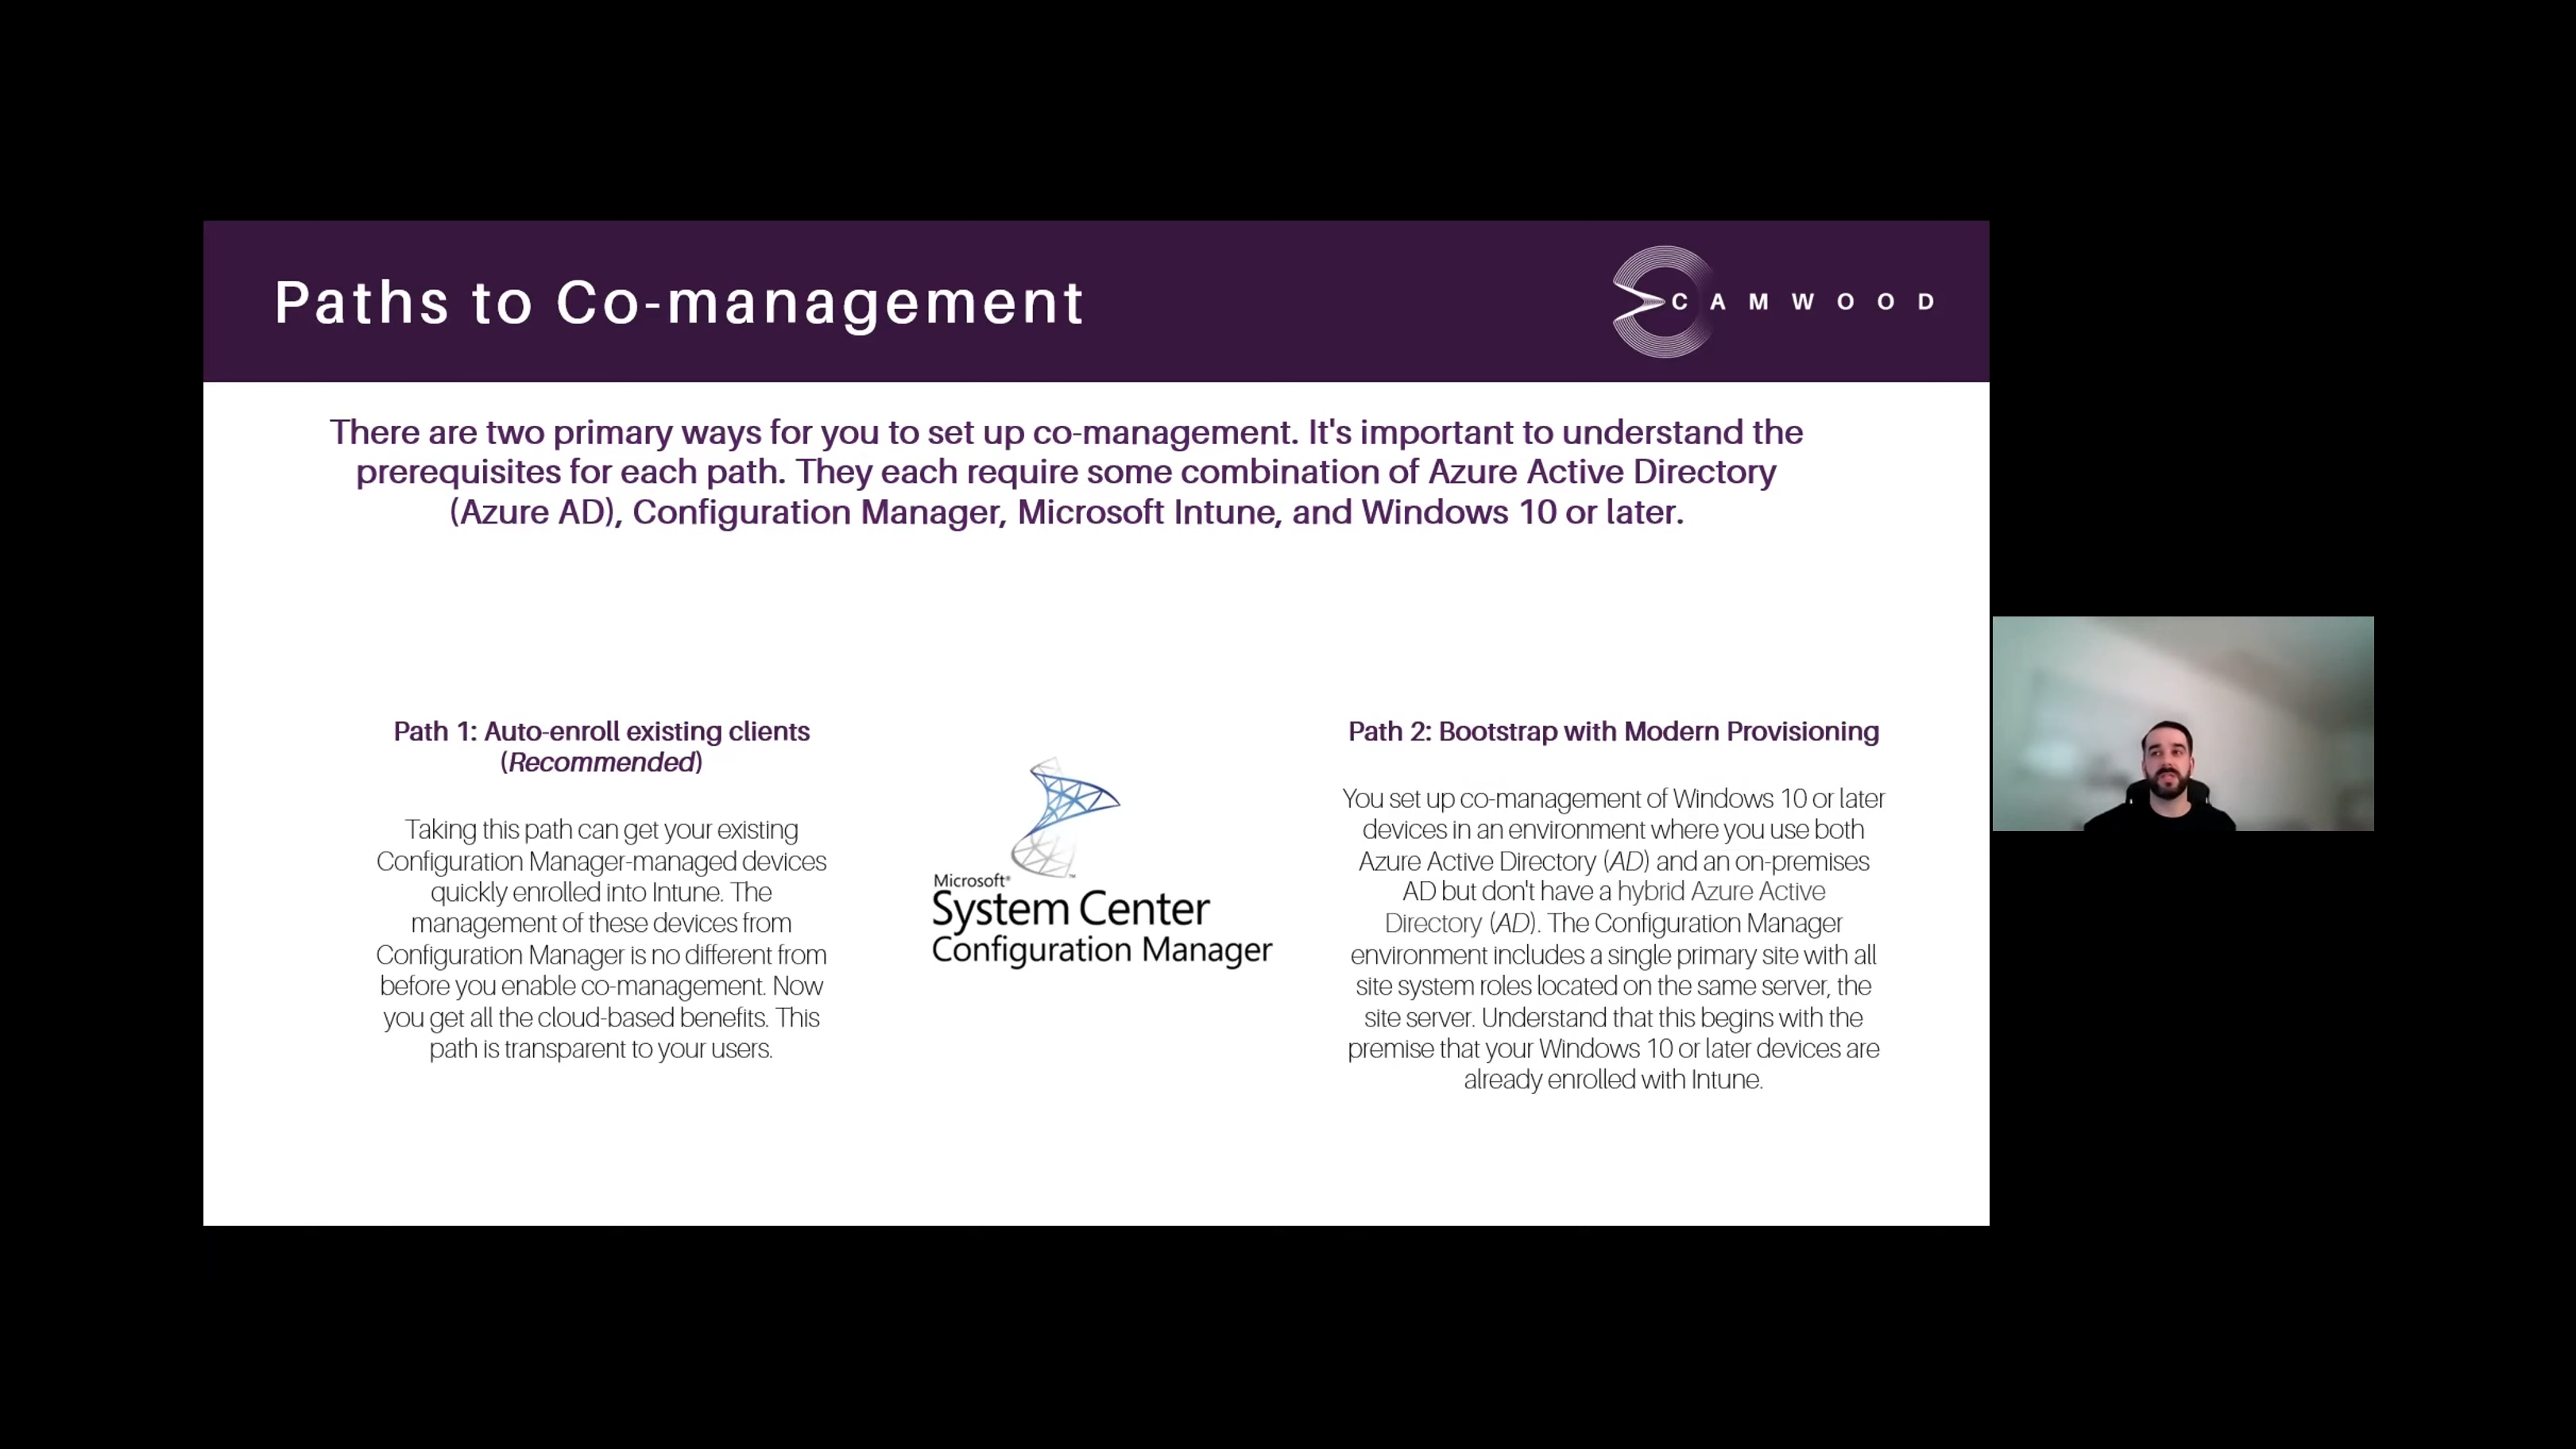 Paths to Co-management
CAMWOOD
There are two primary ways for you to set up co-management. It's important to understand the
prerequisites for each path. They each require some combination of Azure Active Directory
(Azure AD), Configuration Manager, Microsoft Intune, and Windows 10 or later.
Path 1: Auto-enroll existing clients
(Recommended)
Taking this path can get your existing
Configuration Manager-managed devices
quickly enrolled into Intune. The
management of these devices from
Configuration Manager is no different from
before you enable co-management. Now
you get all the cloud-based benefits. This
path is transparent to your users.
Microsoft®
System Center
Configuration Manager
Path 2: Bootstrap with Modern Provisioning
You set up co-management of Windows 10 or later
devices in an environment where you use both
Azure Active Directory (AD) and an on-premises
AD but don't have a hybrid Azure Active
Directory (AD). The Configuration Manager
environment includes a single primary site with all
site system roles located on the same server, the
site server. Understand that this begins with the
premise that your Windows 10 or later devices are
already enrolled with Intune.